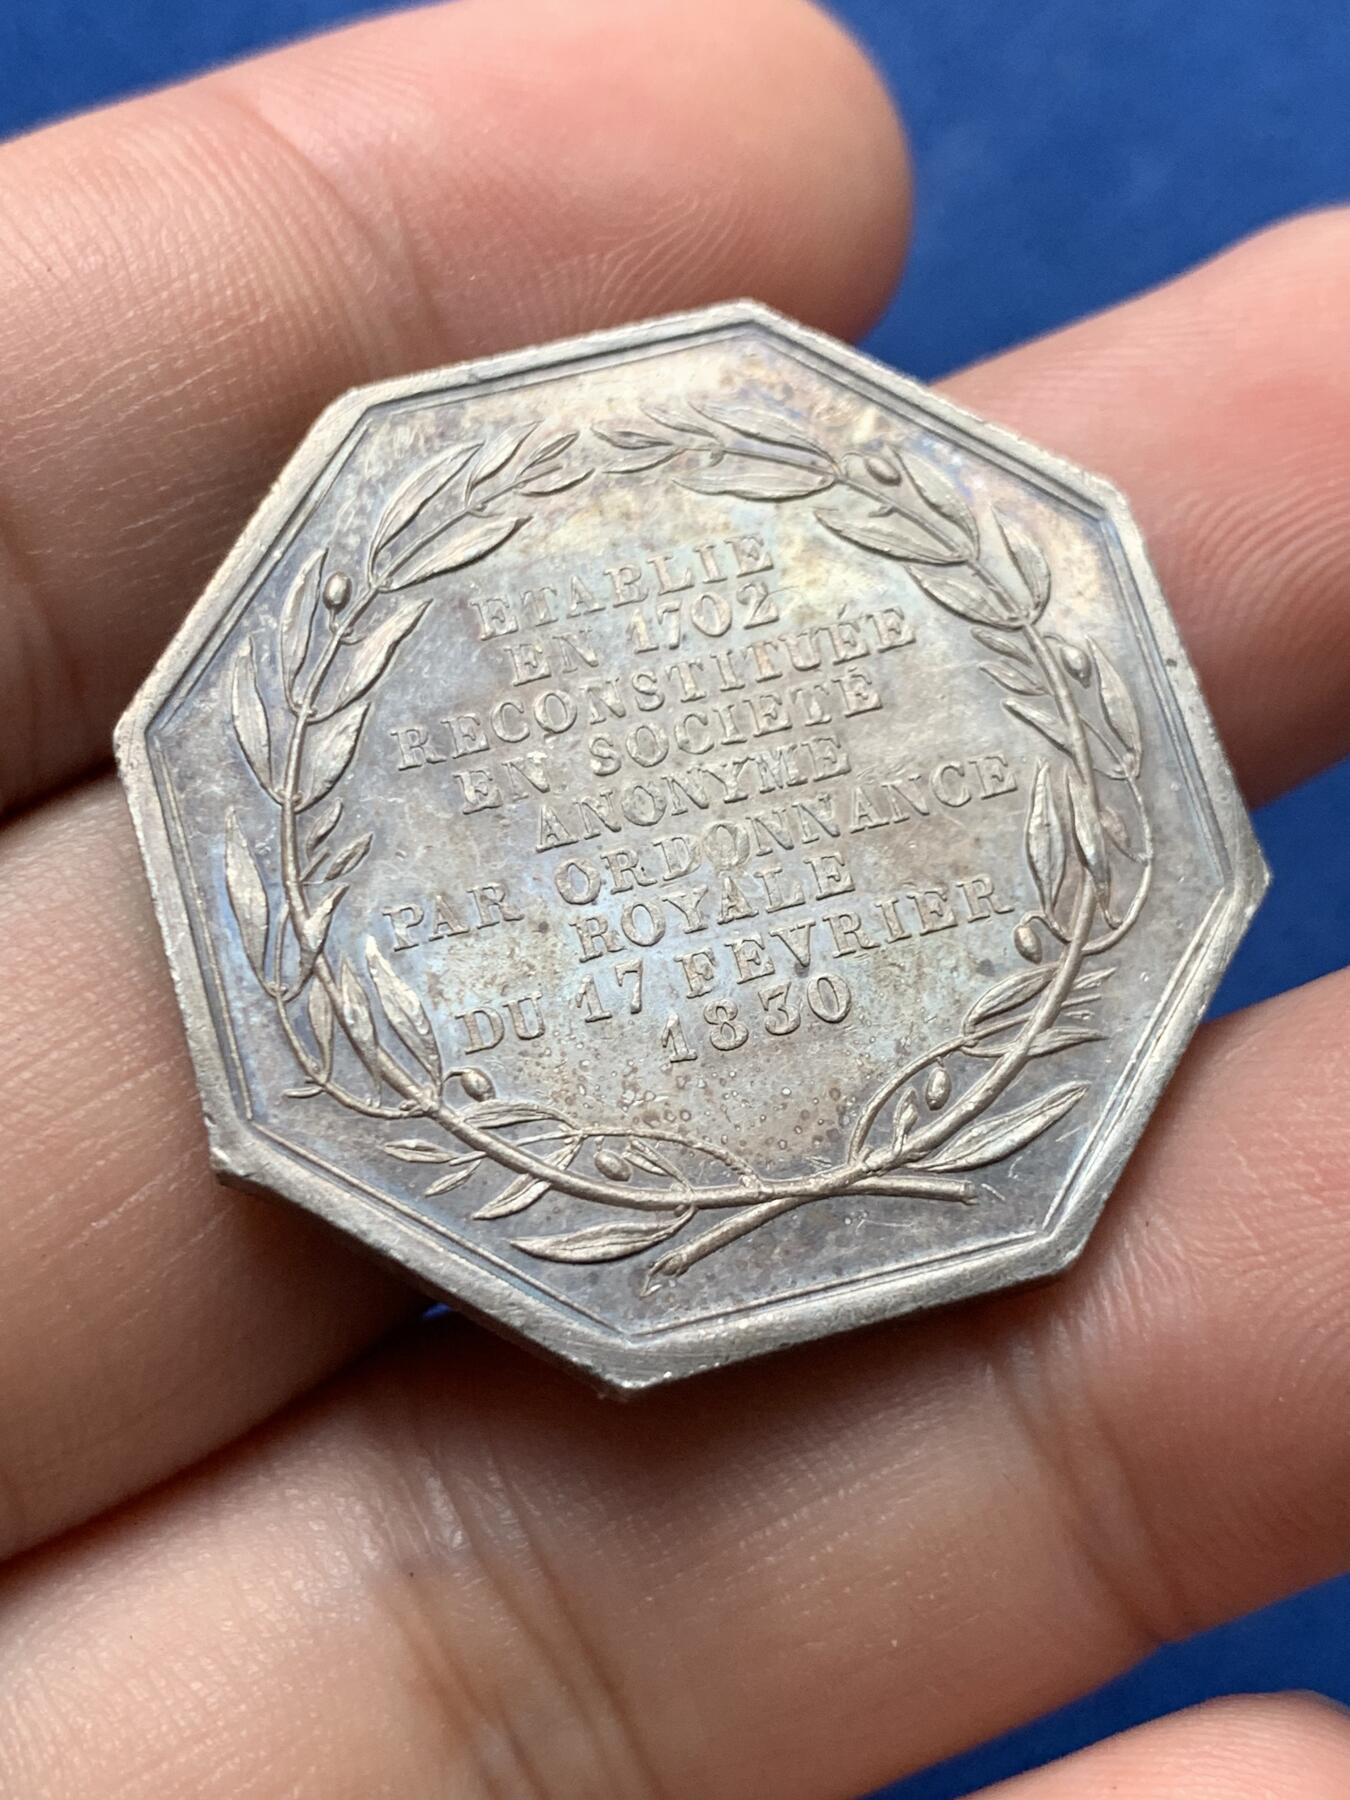 ETABLIE
EN 1702
RECONSTITUÉE
EN SOCIETÉ
ANONYME
PAR ORDONNANCE
ROYALE
DU 17 FEVRIER
1830